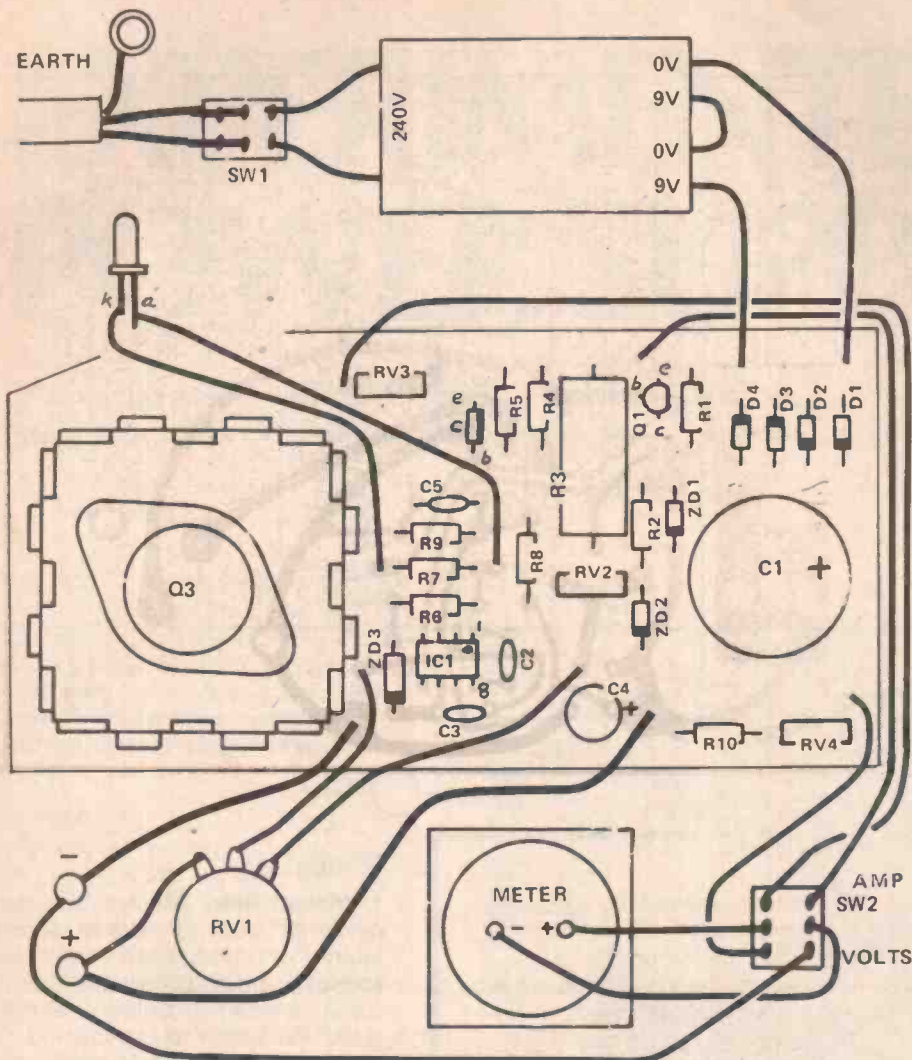 EARTH
SW1
240V
0V
9V
0V
9V
k a
RV3
e
c
b
R5
R4
R3
b
e
c
Q1
R1
D4
D3
D2
D1
C5
R9
R7
R6
R8
RV2
R2
ZD1
ZD2
C1
+
Q3
ZD3
IC1
1
8
C2
C3
C4
+
R10
RV4
-
+
RV1
METER
- +
AMP
SW2
VOLTS